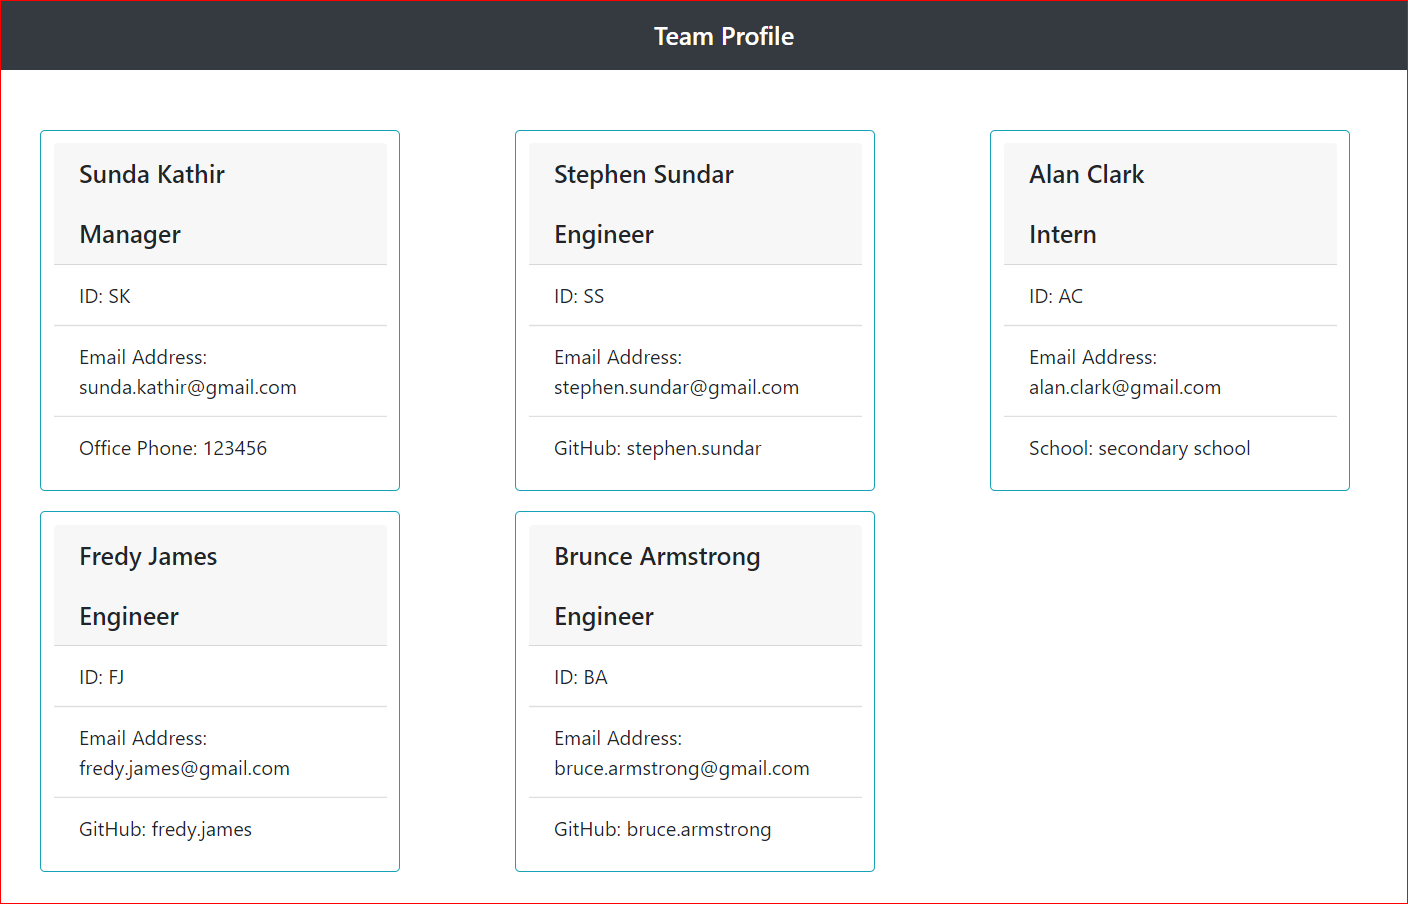 Team Profile
Sunda Kathir
Manager
ID: SK
Email Address:
sunda.kathir@gmail.com
Office Phone: 123456
Stephen Sundar
Engineer
ID: SS
Email Address:
stephen.sundar@gmail.com
GitHub: stephen.sundar
Alan Clark
Intern
ID: AC
Email Address:
alan.clark@gmail.com
School: secondary school
Fredy James
Engineer
ID: FJ
Email Address:
fredy.james@gmail.com
GitHub: fredy.james
Brunce Armstrong
Engineer
ID: BA
Email Address:
bruce.armstrong@gmail.com
GitHub: bruce.armstrong